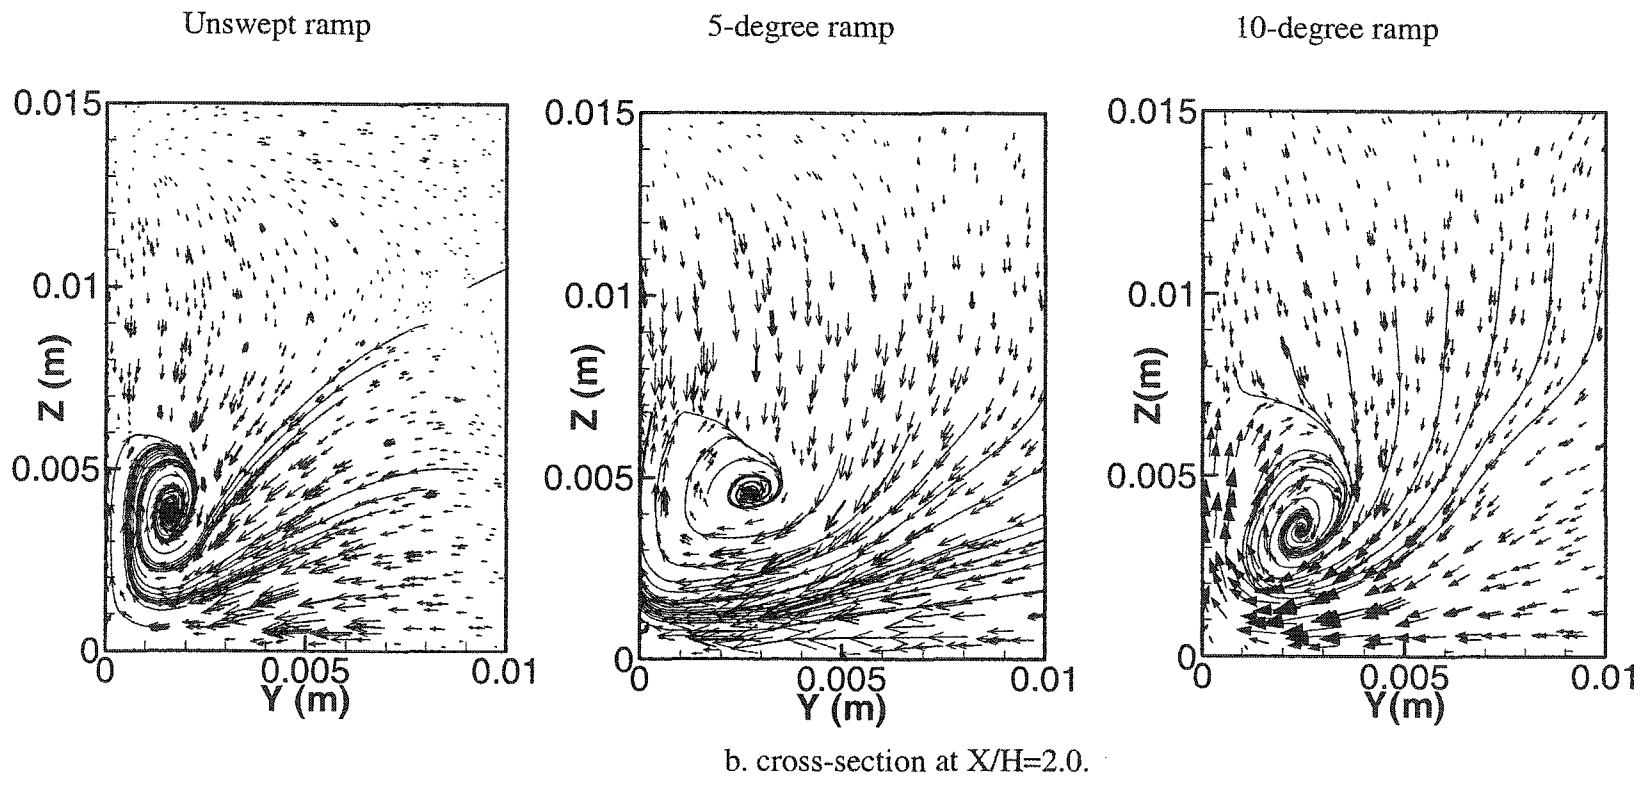 Unswept ramp 5-degree ramp 10-degree ramp
0.015 0.015 0.015
0.01 0.01 0.01
Z (m) Z (m) Z(m)
0.005 0.005 0.005
0 0 0
0 0.005 0.01 0 0.005 0.01 0 0.005 0.01
Y (m) Y (m) Y(m)
b. cross-section at X/H=2.0.